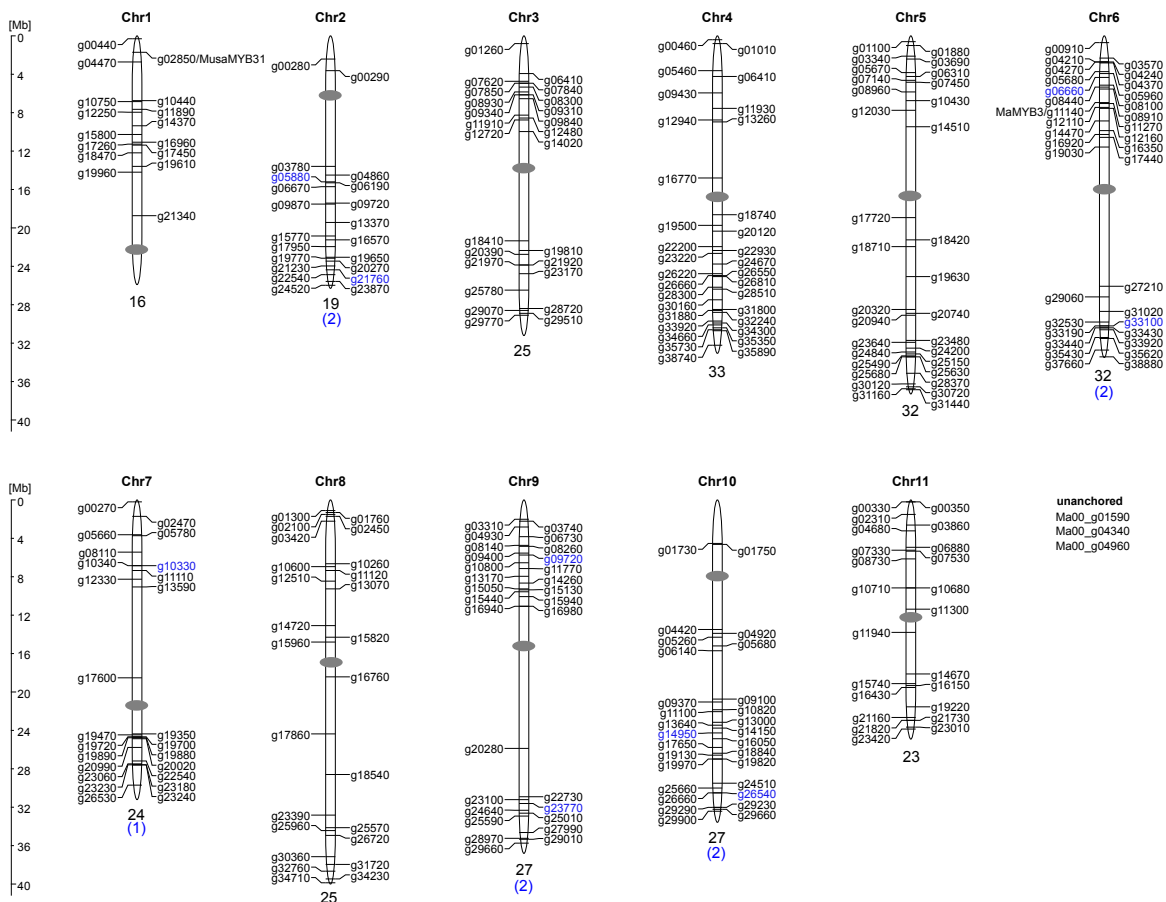 Chr1 Chr2 Chr3 Chr4 Chr5 Chr6
[Mb]
0
4
8
12
16
20
24
28
32
36
40
g00440
g02850/MusaMYB31
g04470
g10750 g10440
g12250 g11890
g14370
g15800
g17260 g16960
g18470 g17450
g19960 g19610
g21340
16
g00280
g00290
g03780
g05880 g04860
g06670 g06190
g09870 g09720
g13370
g15770 g16570
g17950
g19770 g19650
g21230 g20270
g22540 g21760
g24520 g23870
19
(2)
g01260
g07620 g06410
g07850 g07840
g08930 g08300
g09340 g09310
g11910 g09840
g12720 g12480
g14020
g18410
g20390 g19810
g21970 g21920
g23170
g25780
g29070 g28720
g29770 g29510
25
g00460 g01010
g05460
g06410
g09430
g11930
g12940 g13260
g16770
g18740
g19500
g20120
g22200 g22930
g23220 g24670
g26220 g26550
g26660 g26810
g28300 g28510
g30160
g31880 g31800
g33920 g32240
g34660 g34300
g35730 g35350
g38740 g35890
33
g01100 g01880
g03340 g03690
g05670 g06310
g07140 g07450
g08960
g10430
g12030
g14510
g17720
g18420
g18710
g19630
g20320 g20740
g20940
g23640 g23480
g24840 g24200
g25490 g25150
g25680 g25630
g30120 g28370
g31160 g30720
g31440
32
g00910
g04210 g03570
g04270 g04240
g05680 g04370
g06660 g05960
g08440 g08100
MaMYB3/g11140 g08910
g12110 g11270
g14470 g12160
g16920 g16350
g19030 g17440
g27210
g29060
g31020
g32530 g33100
g33190 g33430
g33440 g33920
g35430 g35620
g37660 g38880
32
(2)
Chr7 Chr8 Chr9 Chr10 Chr11
[Mb]
0
4
8
12
16
20
24
28
32
36
40
g00270
g02470
g05660 g05780
g08110
g10340 g10330
g11110
g12330 g13590
g17600
g19470 g19350
g19720 g19700
g19890 g19880
g20990 g20020
g23060 g22540
g23230 g23180
g26530 g23240
24
(1)
g01300 g01760
g02100 g02450
g03420
g10600 g10260
g12510 g11120
g13070
g14720
g15960 g15820
g16760
g17860
g18540
g23390
g25960 g25570
g26720
g30360
g32760 g31720
g34710 g34230
25
g03310 g03740
g04930 g06730
g08140 g08260
g09400 g09720
g10800 g11770
g13170 g14260
g15050 g15130
g15440 g15940
g16940 g16980
g20280
g22730
g23100 g23770
g24640 g25010
g25590 g27990
g28970 g29010
g29660
27
(2)
g01730 g01750
g04420 g04920
g05260 g05680
g06140
g09370 g09100
g11100 g10820
g13640 g13000
g14950 g14150
g17650 g16050
g19130 g18840
g19970 g19820
g25660 g24510
g26660 g26540
g29290 g29230
g29900 g29660
27
(2)
g00330 g00350
g02310
g04680 g03860
g07330 g06880
g08730 g07530
g10710 g10680
g11300
g11940
g14670
g15740 g16150
g16430
g19220
g21160 g21730
g21820 g23010
g23420
23
unanchored
Ma00_g01590
Ma00_g04340
Ma00_g04960